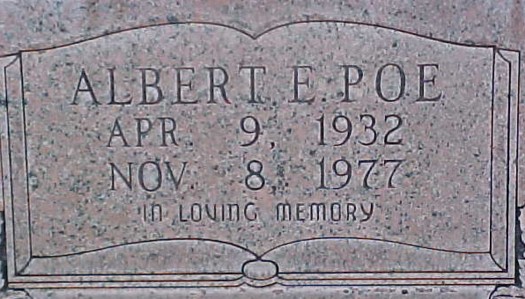 ALBERT E. POE
APR. 9, 1932
NOV. 8, 1977
IN LOVING MEMORY